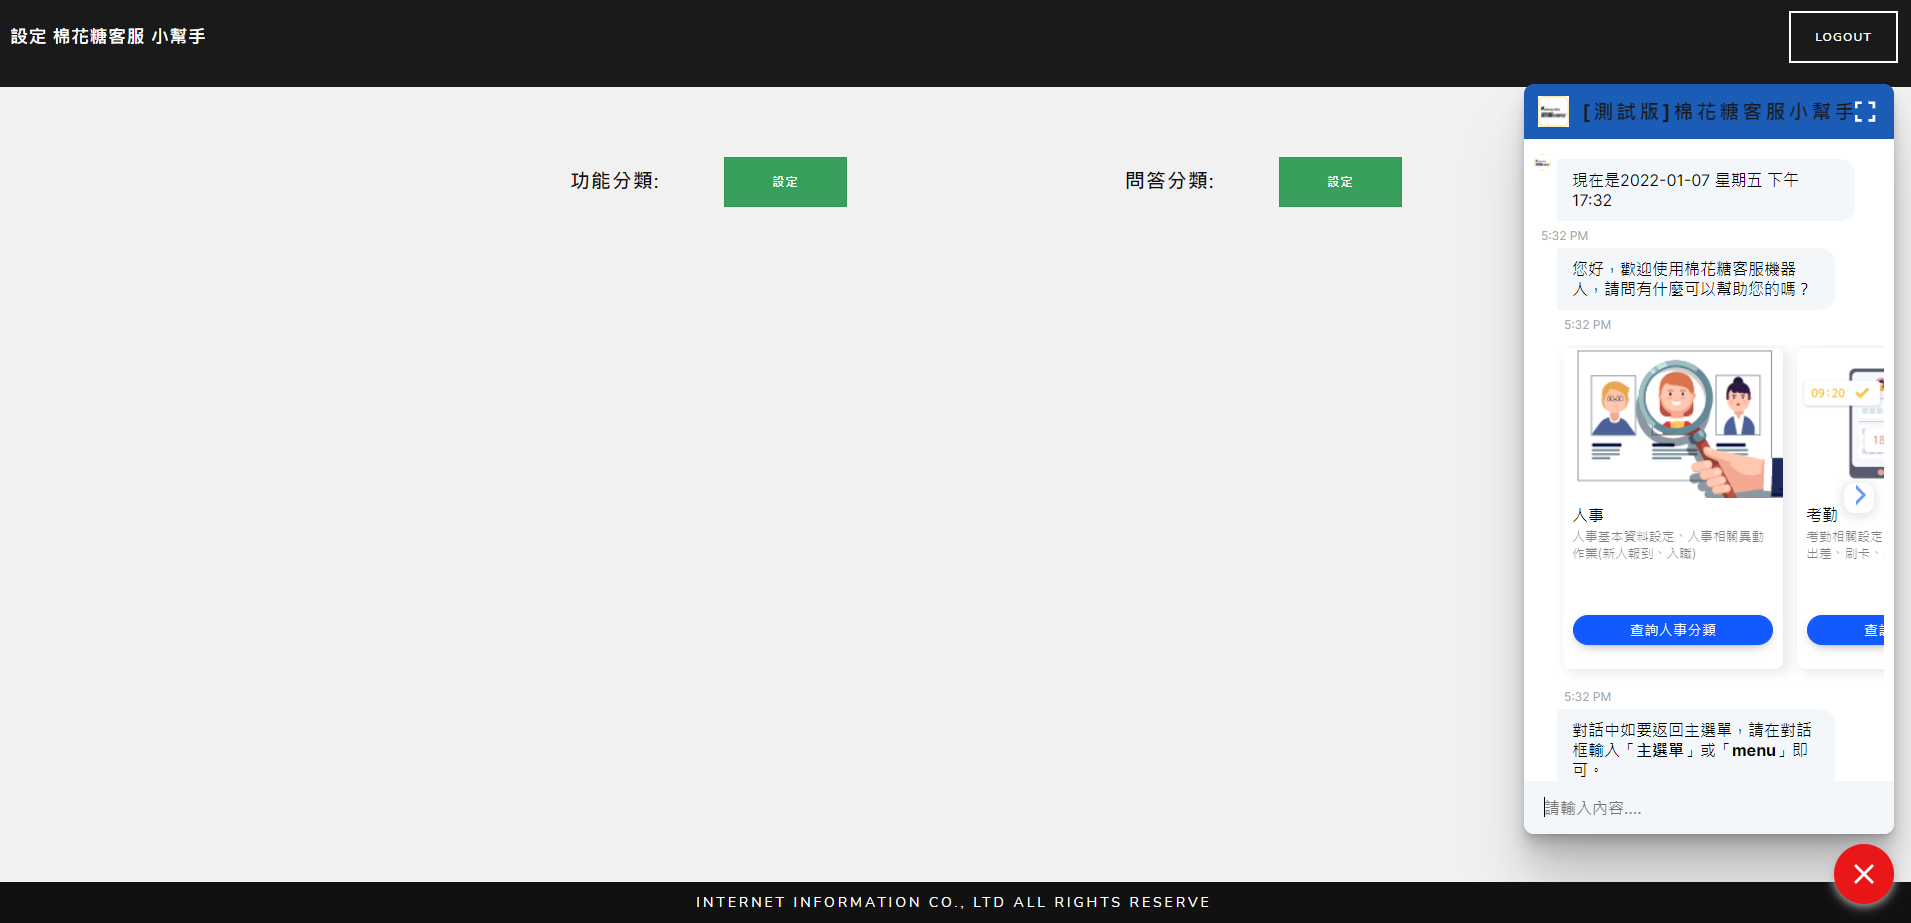 設定 棉花糖客服 小幫手
LOGOUT
功能分類:
設定
問答分類:
設定
[測試版]棉花糖客服小幫手
現在是2022-01-07 星期五 下午
17:32
5:32 PM
您好，歡迎使用棉花糖客服機器
人，請問有什麼可以幫助您的嗎？
5:32 PM
09:20
18
人事
人事基本資料設定、人事相關異動
作業(新人報到、入職)
查詢人事分類
考勤
考勤相關設定
出差、刷卡、
查
5:32 PM
對話中如要返回主選單，請在對話
框輸入「主選單」或「menu」即
可。
請輸入內容....
INTERNET INFORMATION CO., LTD ALL RIGHTS RESERVE